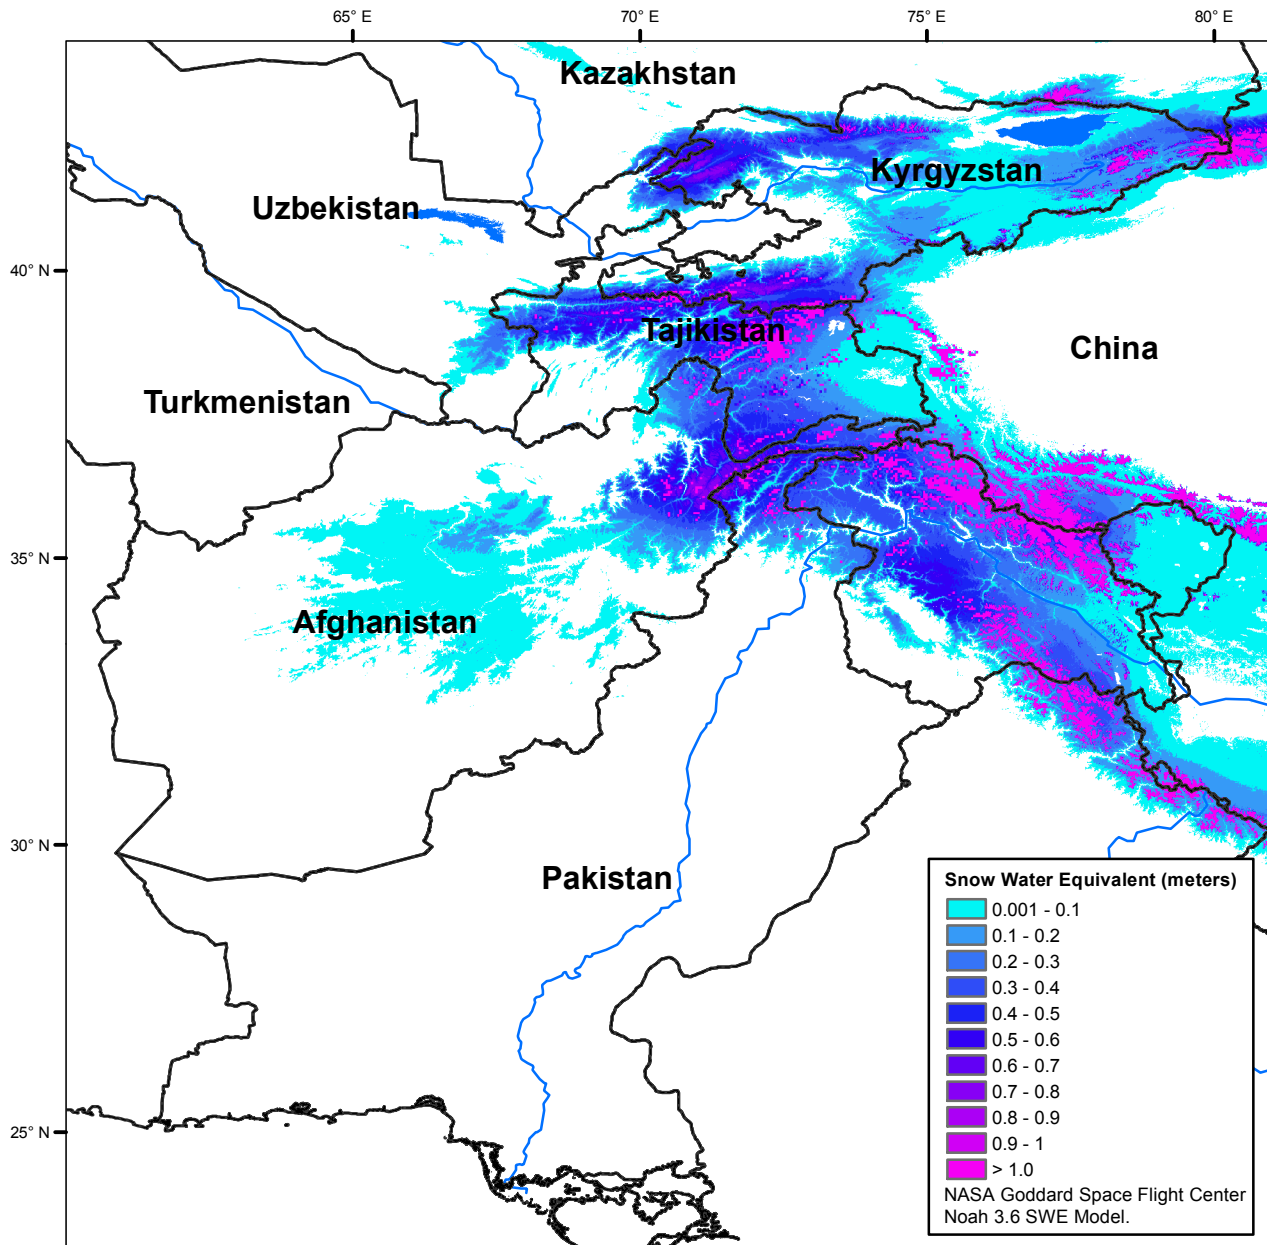 65° E
70° E
75° E
80° E
Kazakhstan
Kyrgyzstan
Uzbekistan
40° N
Tajikistan
China
Turkmenistan
35° N
Afghanistan
30° N
Pakistan
25° N
Snow Water Equivalent (meters)
0.001 - 0.1
0.1 - 0.2
0.2 - 0.3
0.3 - 0.4
0.4 - 0.5
0.5 - 0.6
0.6 - 0.7
0.7 - 0.8
0.8 - 0.9
0.9 - 1
> 1.0
NASA Goddard Space Flight Center
Noah 3.6 SWE Model.